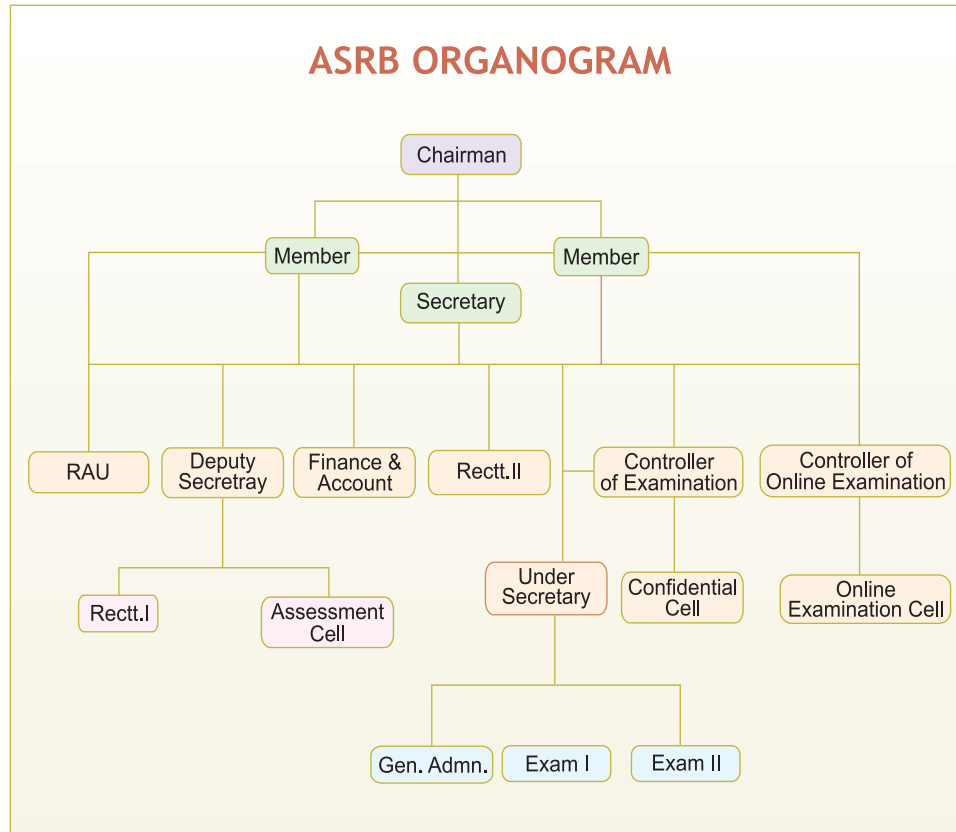 ASRB ORGANOGRAM
Chairman
Member
Member
Secretary
RAU
Deputy
Secretray
Finance &
Account
Rectt.II
Controller
of Examination
Controller of
Online Examination
Under
Secretary
Confidential
Cell
Online
Examination Cell
Rectt.I
Assessment
Cell
Gen. Admn.
Exam I
Exam II